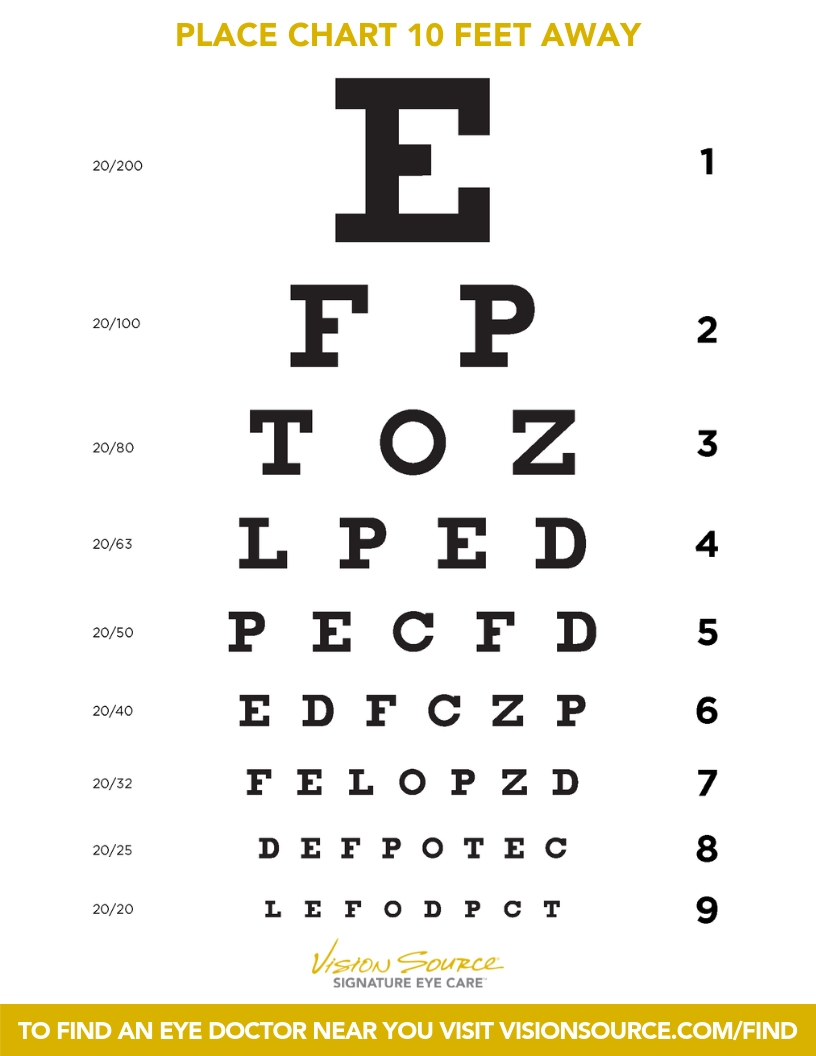 PLACE CHART 10 FEET AWAY
20/200 E 1
20/100 F P 2
20/80 T O Z 3
20/63 L P E D 4
20/50 P E C F D 5
20/40 E D F C Z P 6
20/32 F E L O P Z D 7
20/25 D E F P O T E C 8
20/20 L E F O D P C T 9
VISION SOURCE
SIGNATURE EYE CARE™
TO FIND AN EYE DOCTOR NEAR YOU VISIT VISIONSOURCE.COM/FIND